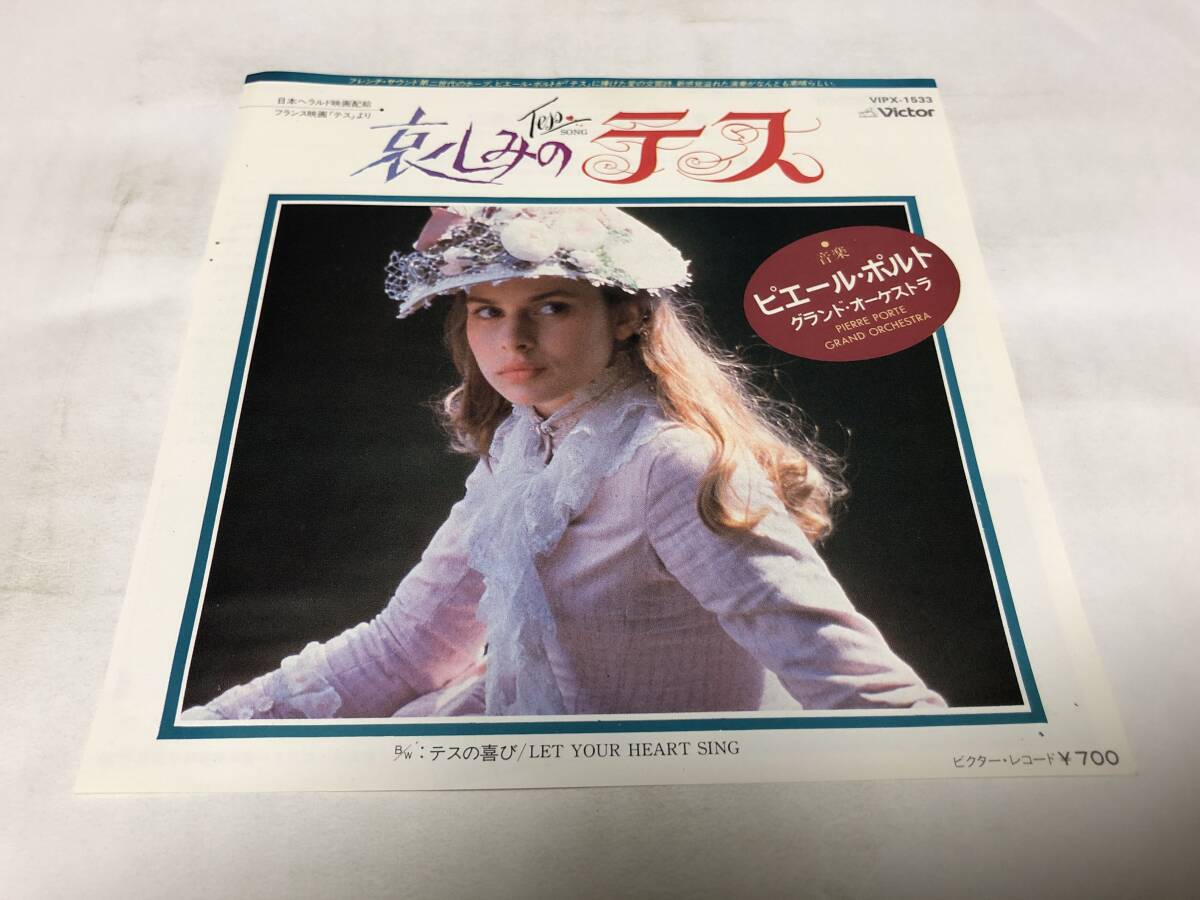 フレンチ・サウンド第二世代のホープ、ピエール・ポルトが「テス」に捧げた愛の交響詩。新感覚溢れた演奏がなんとも素晴らしい。
日本ヘラルド映画配給
フランス映画「テス」より
VIPX-1533
Victor
Tess
SONG
哀しみの テス
音楽
ピエール・ポルト
グランド・オーケストラ
PIERRE PORTE
GRAND ORCHESTRA
B/W:テスの喜び/LET YOUR HEART SING
ビクター・レコード ¥700